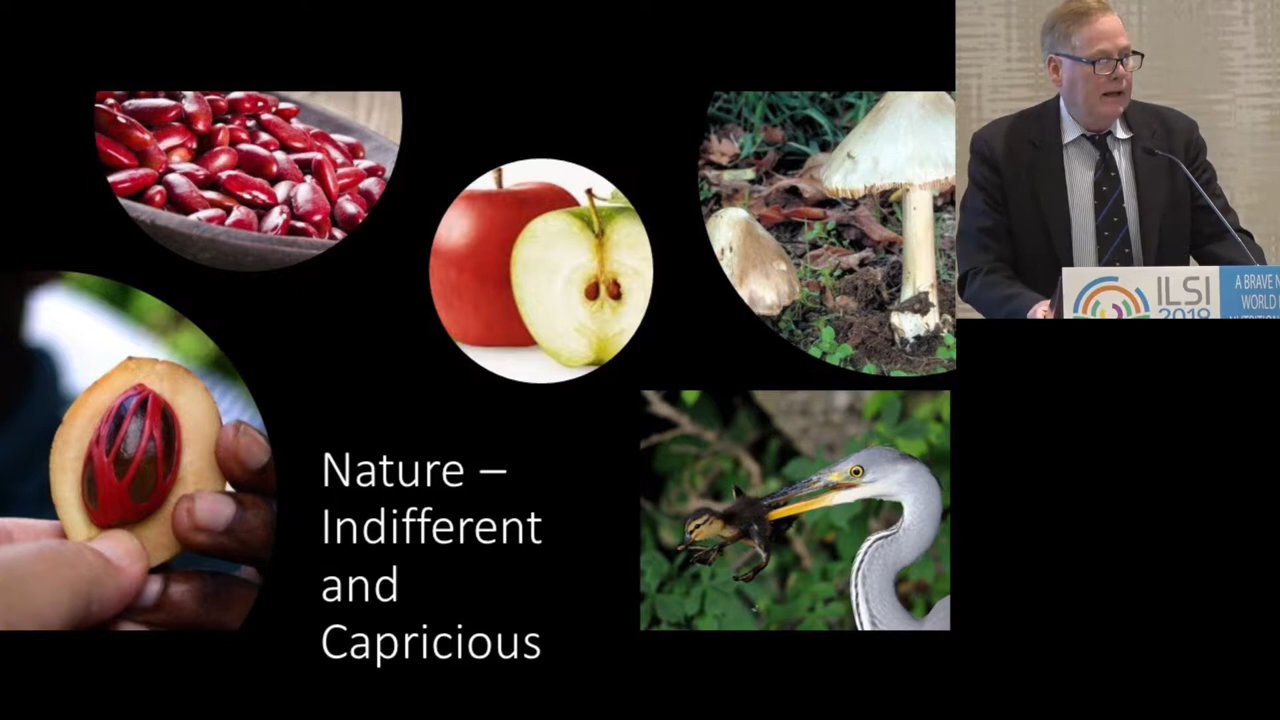 Nature –
Indifferent
and
Capricious
ILSI
2019
A BRAVE N
WORLD